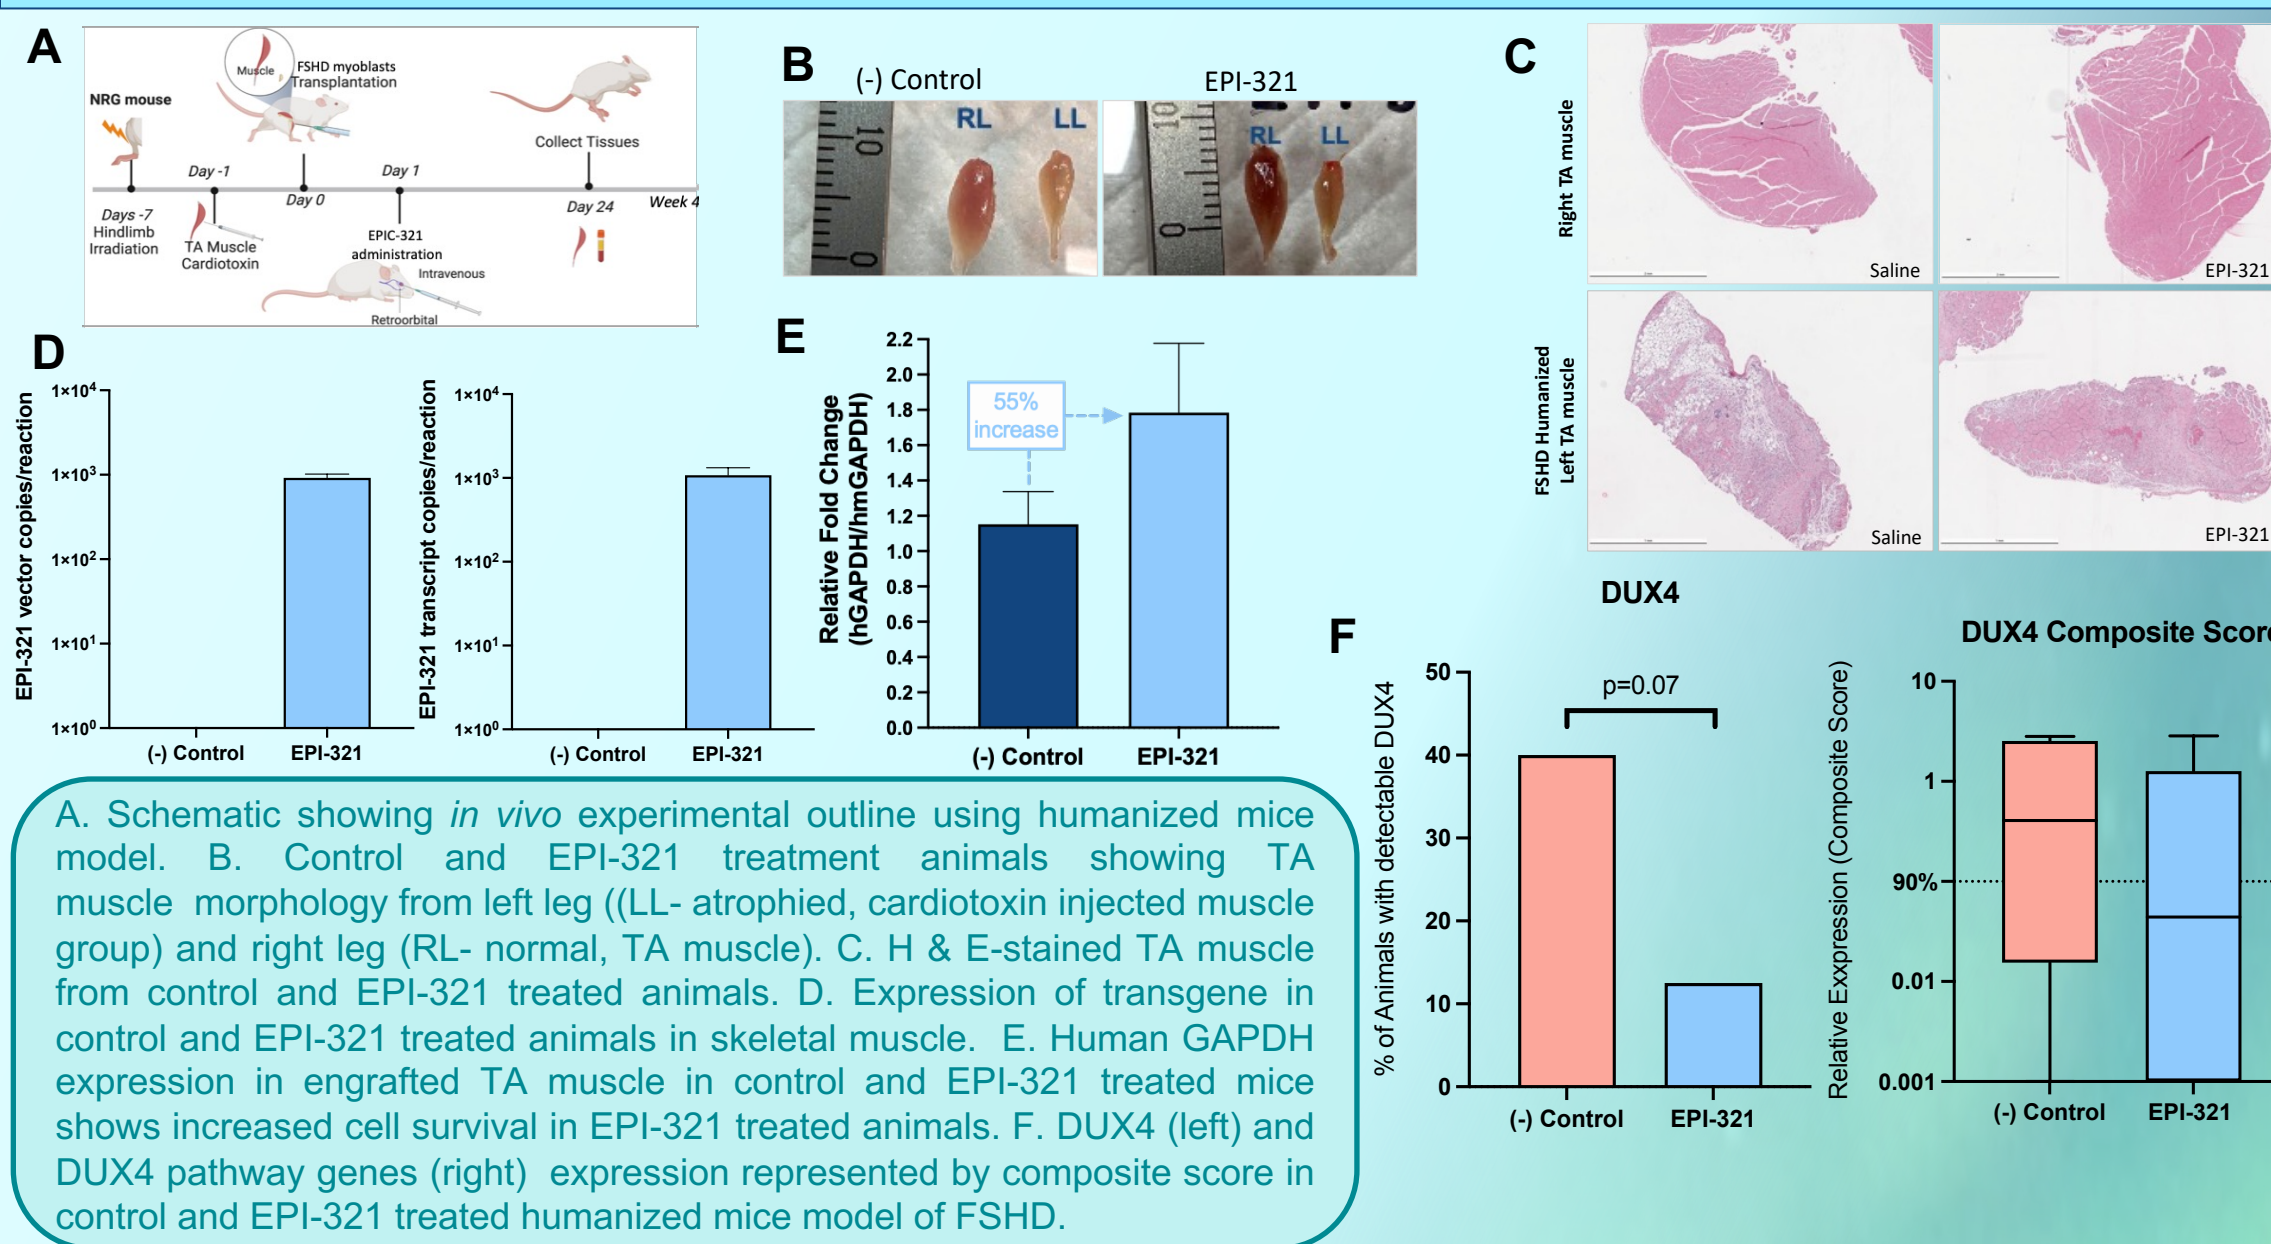 A
Muscle
FSHD myoblasts
Transplantation
NRG mouse
Collect Tissues
Day -1
Day 1
Day 0
Day 24
Week 4
Days -7
Hindlimb
Irradiation
TA Muscle
Cardiotoxin
EPIC-321
administration
Intravenous
Retroorbital
B
(-) Control
EPI-321
RL
LL
10
0
RL
LL
10
0
C
Right TA muscle
Saline
EPI-321
FSHD Humanized
Left TA muscle
Saline
EPI-321
D
EPI-321 vector copies/reaction
1×10⁴
1×10³
1×10²
1×10¹
1×10⁰
(-) Control
EPI-321
EPI-321 transcript copies/reaction
1×10⁴
1×10³
1×10²
1×10¹
1×10⁰
(-) Control
EPI-321
E
Relative Fold Change
(hGAPDH/hmGAPDH)
2.2
2.0
1.8
1.6
1.4
1.2
1.0
0.8
0.6
0.4
0.2
0.0
55%
increase
(-) Control
EPI-321
F
DUX4
% of Animals with detectable DUX4
50
40
30
20
10
0
p=0.07
(-) Control
EPI-321
DUX4 Composite Score
Relative Exxpression (Composite Score)
10
1
90%
0.01
0.001
(-) Control
EPI-321
A. Schematic showing in vivo experimental outline using humanized mice
model. B. Control and EPI-321 treatment animals showing TA
muscle morphology from left leg ((LL- atrophied, cardiotoxin injected muscle
group) and right leg (RL- normal, TA muscle). C. H & E-stained TA muscle
from control and EPI-321 treated animals. D. Expression of transgene in
control and EPI-321 treated animals in skeletal muscle. E. Human GAPDH
expression in engrafted TA muscle in control and EPI-321 treated mice
shows increased cell survival in EPI-321 treated animals. F. DUX4 (left) and
DUX4 pathway genes (right) expression represented by composite score in
control and EPI-321 treated humanized mice model of FSHD.